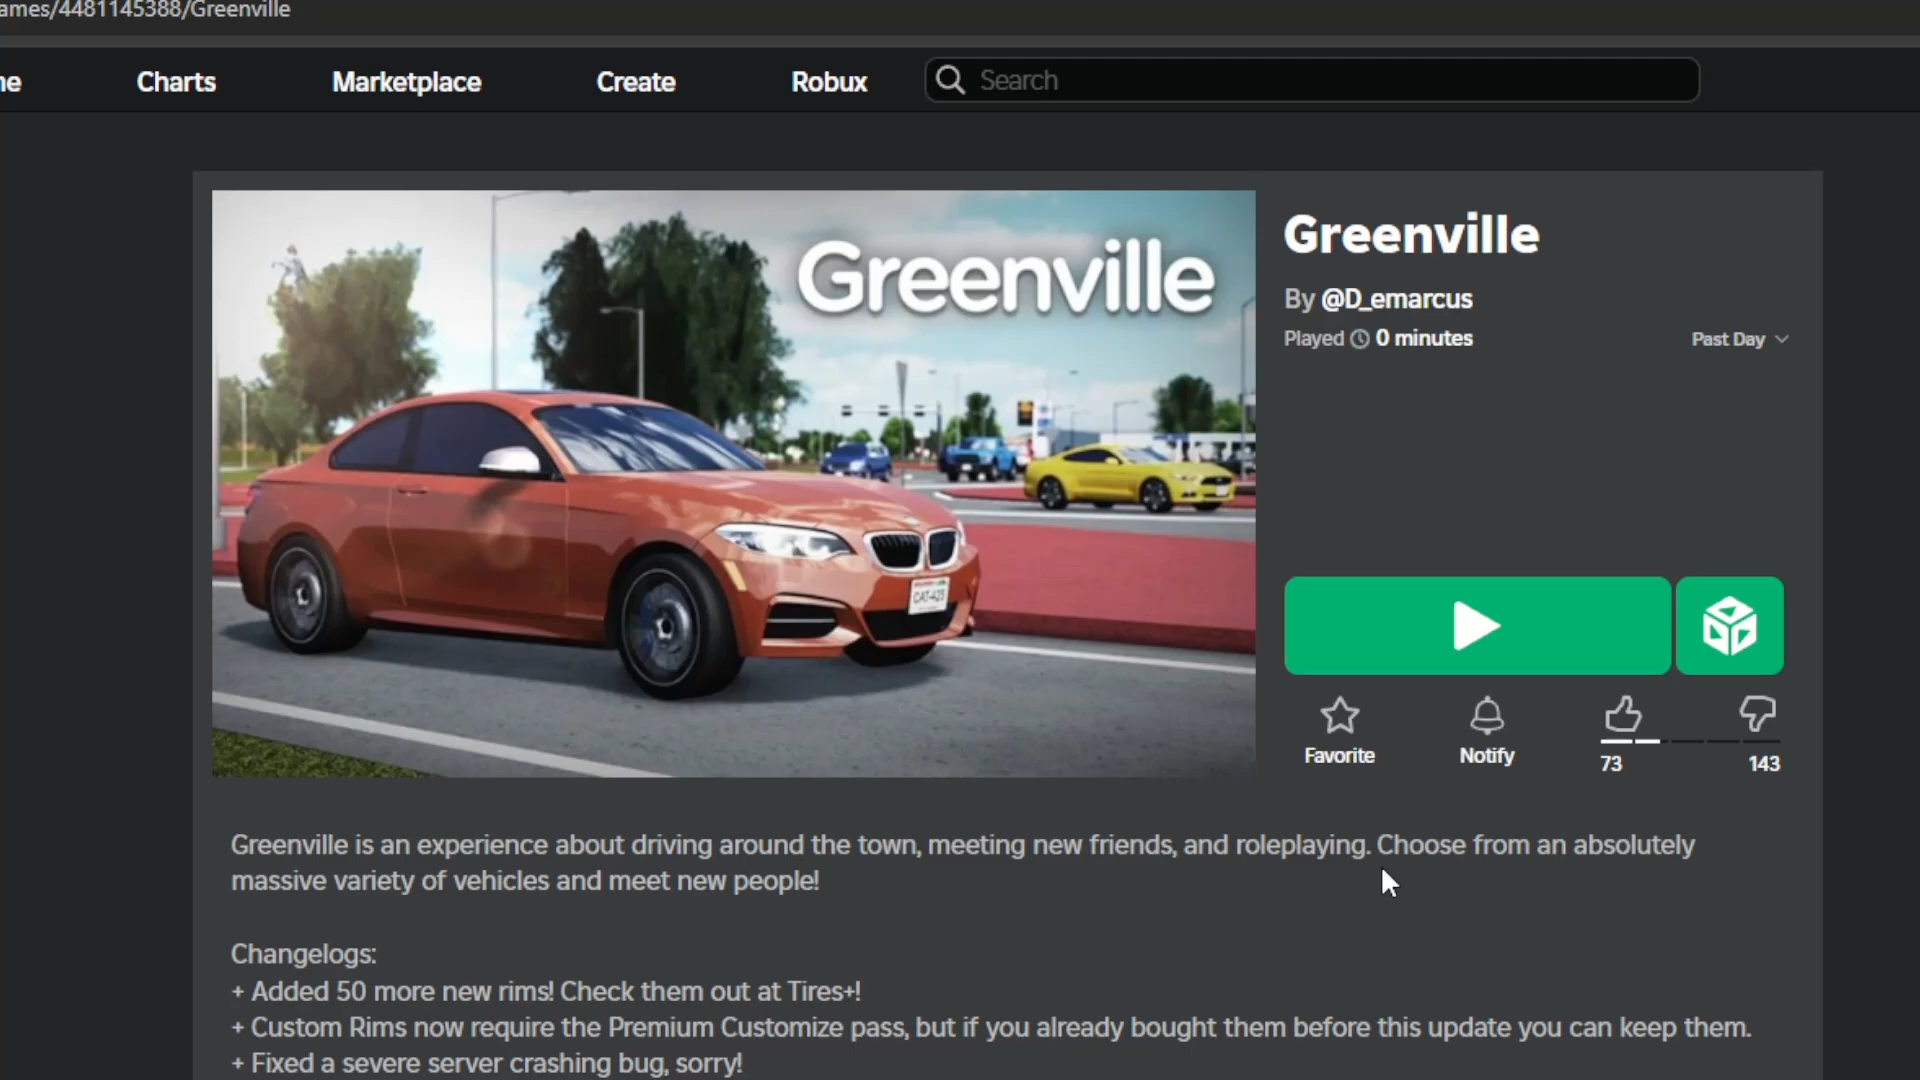 ames/4481145388/Greenville
Charts Marketplace Create Robux Search
Greenville
Greenville
By @D_emarcus
Played 0 minutes Past Day
CAT-423
Favorite Notify 73 143
Greenville is an experience about driving around the town, meeting new friends, and roleplaying. Choose from an absolutely
massive variety of vehicles and meet new people!
Changelogs:
+ Added 50 more new rims! Check them out at Tires+!
+ Custom Rims now require the Premium Customize pass, but if you already bought them before this update you can keep them.
+ Fixed a severe server crashing bug, sorry!